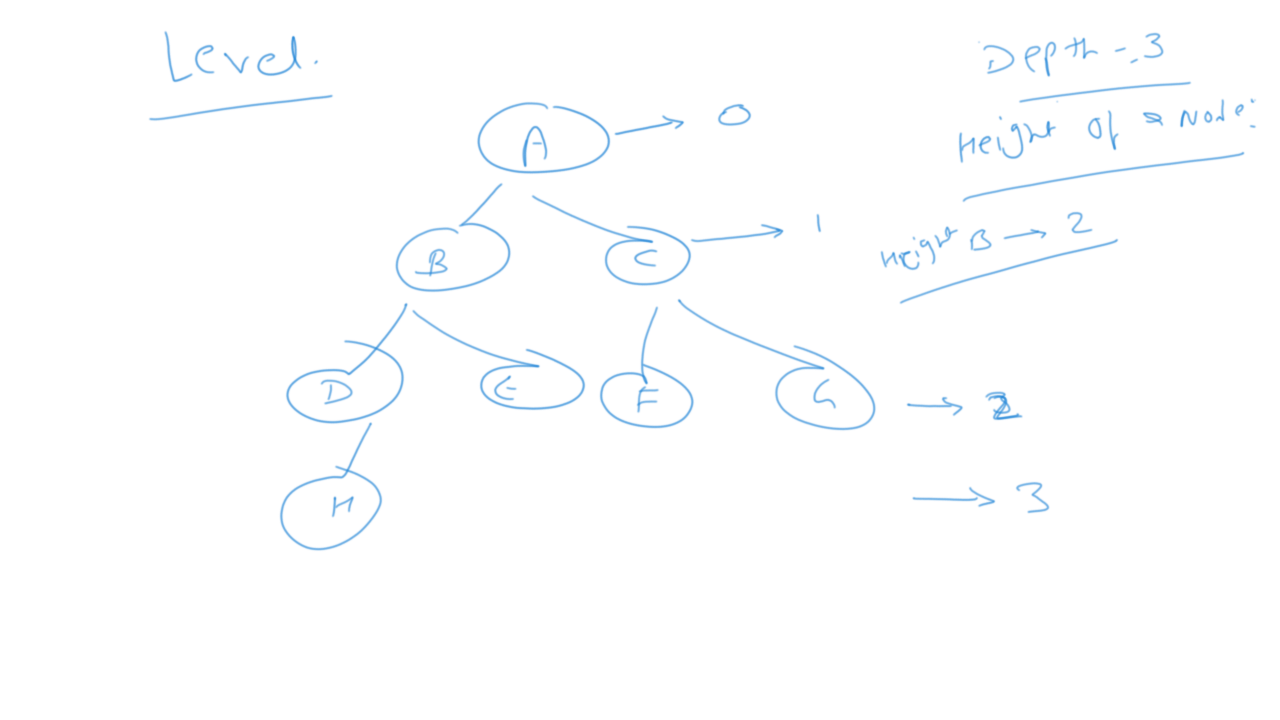 Level.
Depth -. 3
Height Of a Node:
Height B → 2
A → 0
B C → 1
D E F G → 2
H → 3